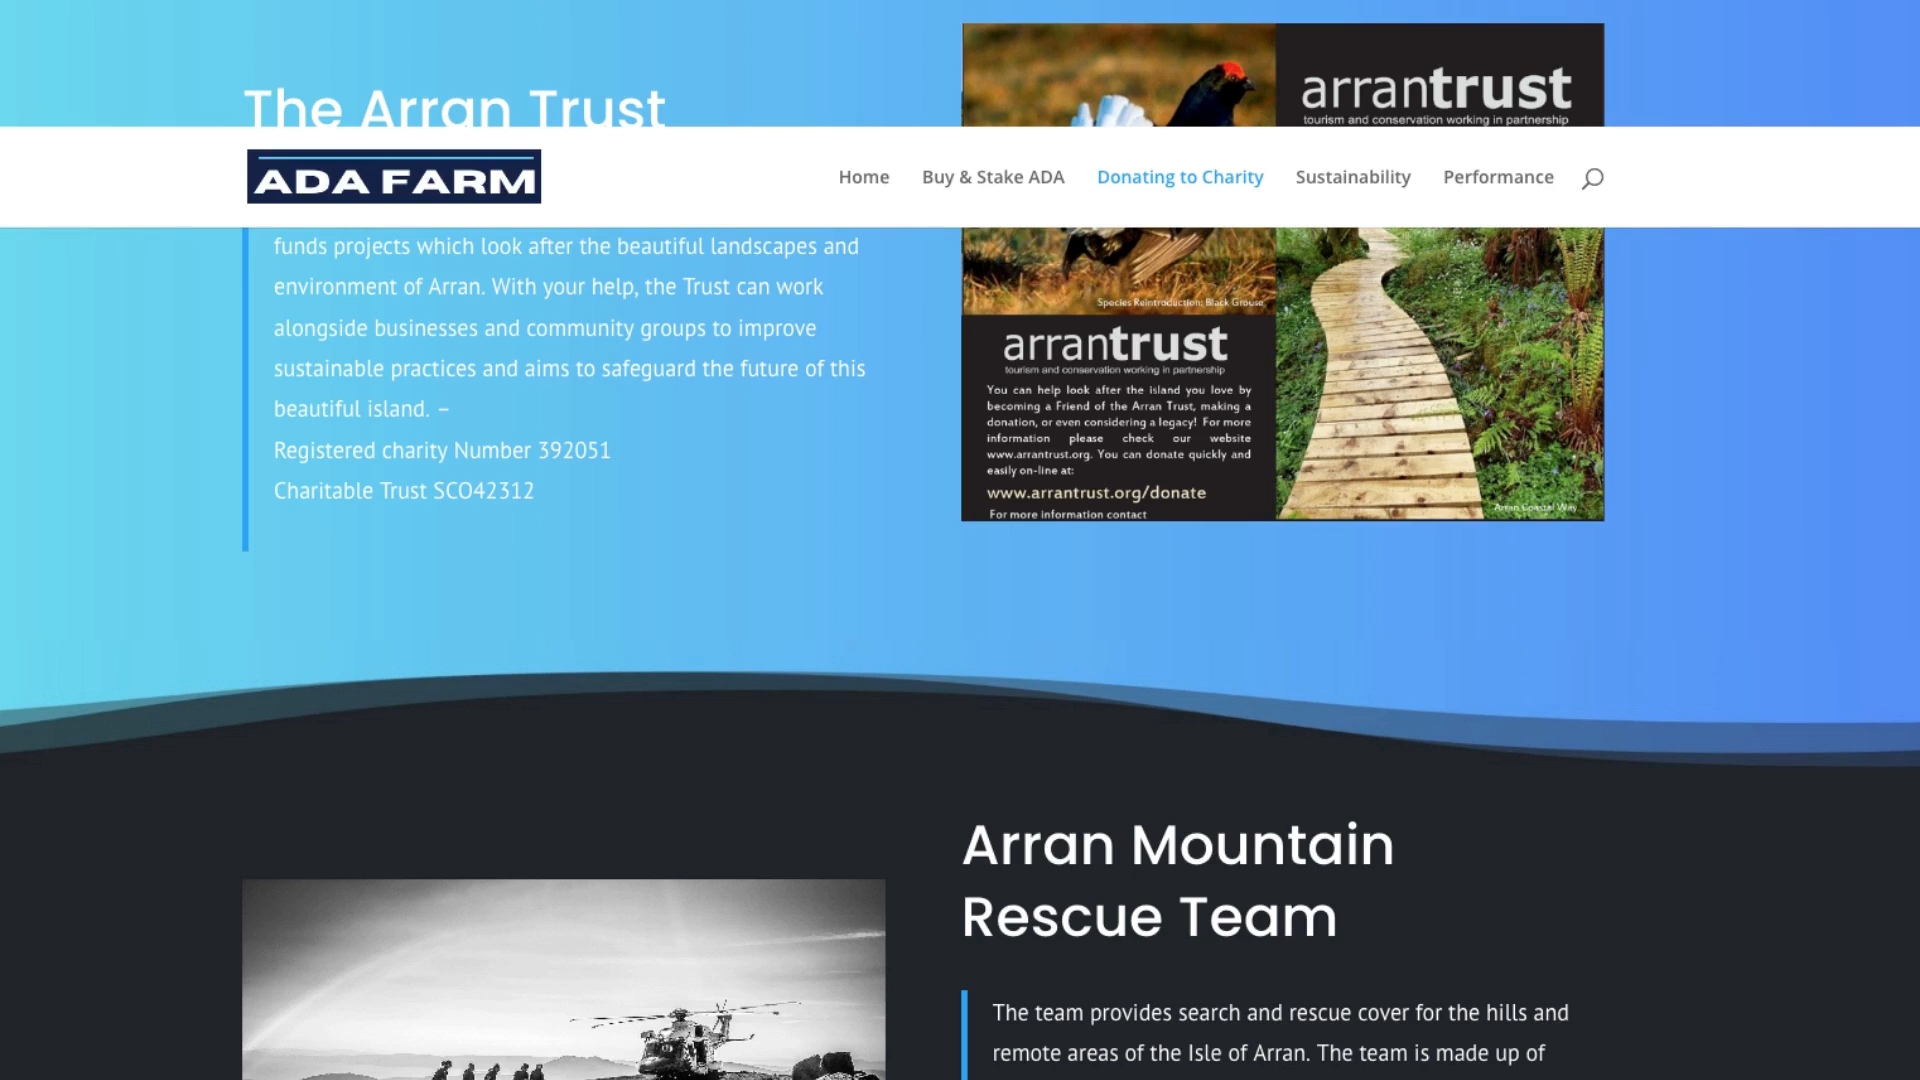 The Arran Trust
arrantrust
tourism and conservation working in partnership
ADA FARM
Home
Buy & Stake ADA
Donating to Charity
Sustainability
Performance
funds projects which look after the beautiful landscapes and
environment of Arran. With your help, the Trust can work
alongside businesses and community groups to improve
sustainable practices and aims to safeguard the future of this
beautiful island. –
Registered charity Number 392051
Charitable Trust SCO42312
Species Reintroduction: Black Grouse
arrantrust
tourism and conservation working in partnership
You can help look after the island you love by
becoming a Friend of the Arran Trust, making a
donation, or even considering a legacy! For more
information please check our website
www.arrantrust.org. You can donate quickly and
easily on-line at:
www.arrantrust.org/donate
For more information contact
Arran Coastal Way
Arran Mountain
Rescue Team
The team provides search and rescue cover for the hills and
remote areas of the Isle of Arran. The team is made up of